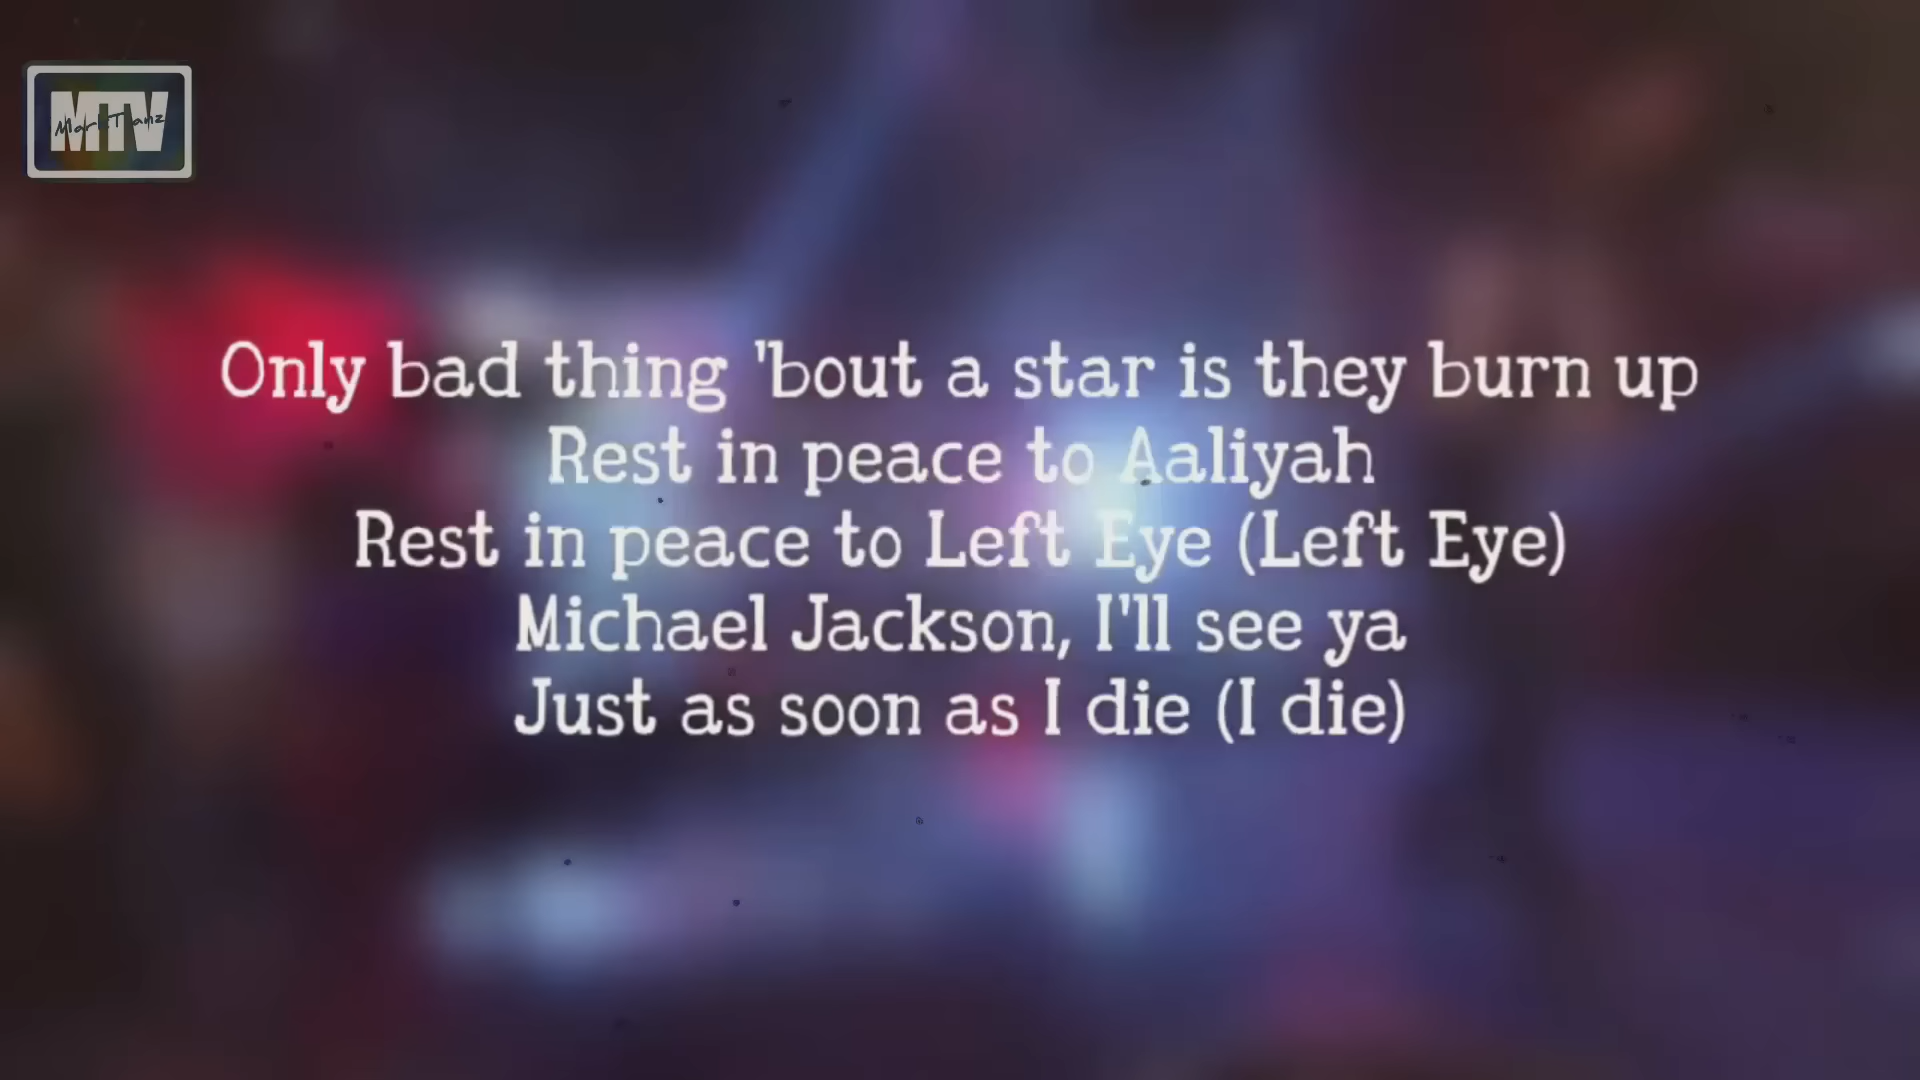 MTV
MarkTranz
Only bad thing 'bout a star is they burn up
Rest in peace to Aaliyah
Rest in peace to Left Eye (Left Eye)
Michael Jackson, I'll see ya
Just as soon as I die (I die)